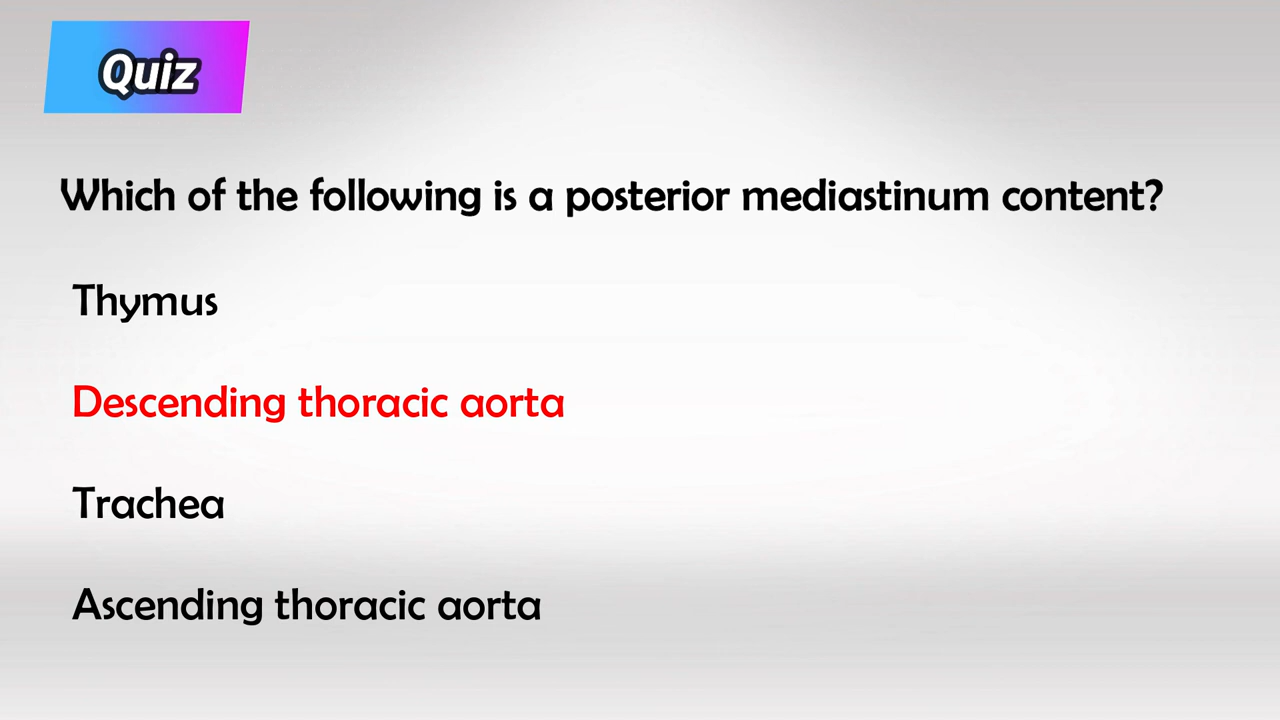 Quiz
Which of the following is a posterior mediastinum content?
Thymus
Descending thoracic aorta
Trachea
Ascending thoracic aorta